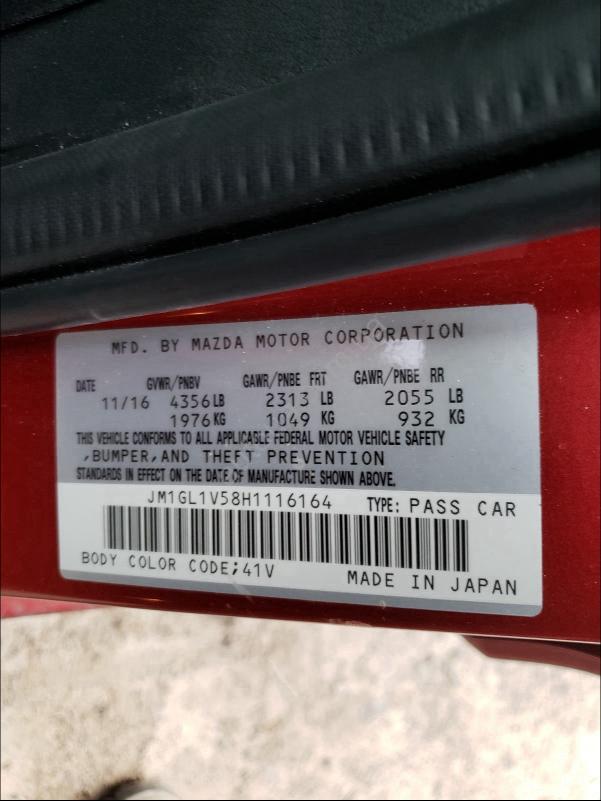 MFD. BY MAZDA MOTOR CORPORATION
DATE GVWR/PNBV GAWR/PNBE FRT GAWR/PNBE RR
11/16 4356LB 2313 LB 2055 LB
1976KG 1049 KG 932 KG
THIS VEHICLE CONFORMS TO ALL APPLICABLE FEDERAL MOTOR VEHICLE SAFETY
,BUMPER,AND THEFT PREVENTION
STANDARDS IN EFFECT ON THE DATE OF MANUFACTURE SHOWN ABOVE.
JM1GL1V58H1116164 TYPE: PASS CAR
BODY COLOR CODE;41V MADE IN JAPAN